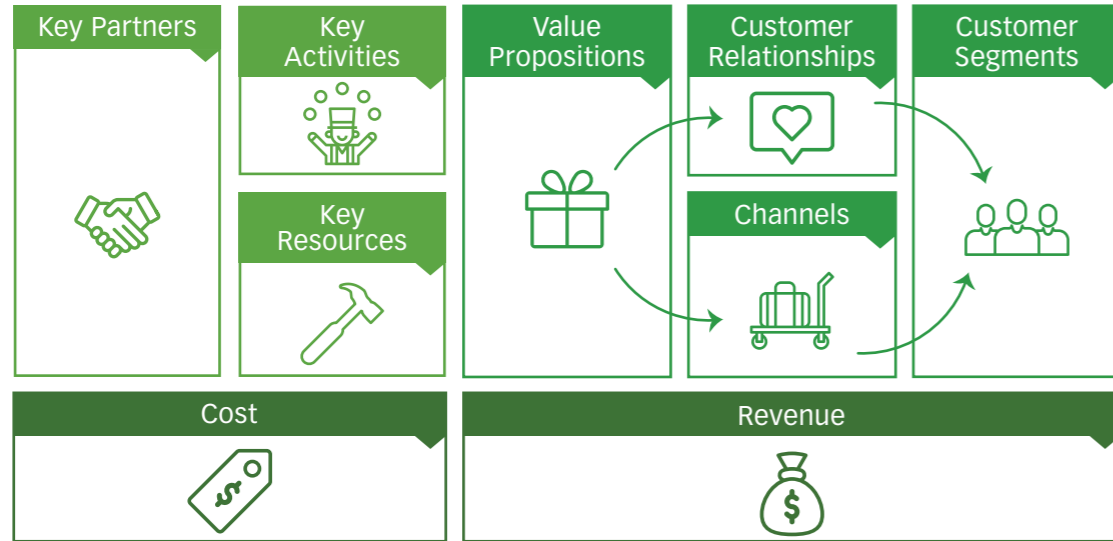 Key Partners
Key
Activities
Key
Resources
Value
Propositions
Customer
Relationships
Channels
Customer
Segments
Cost
$
Revenue
$